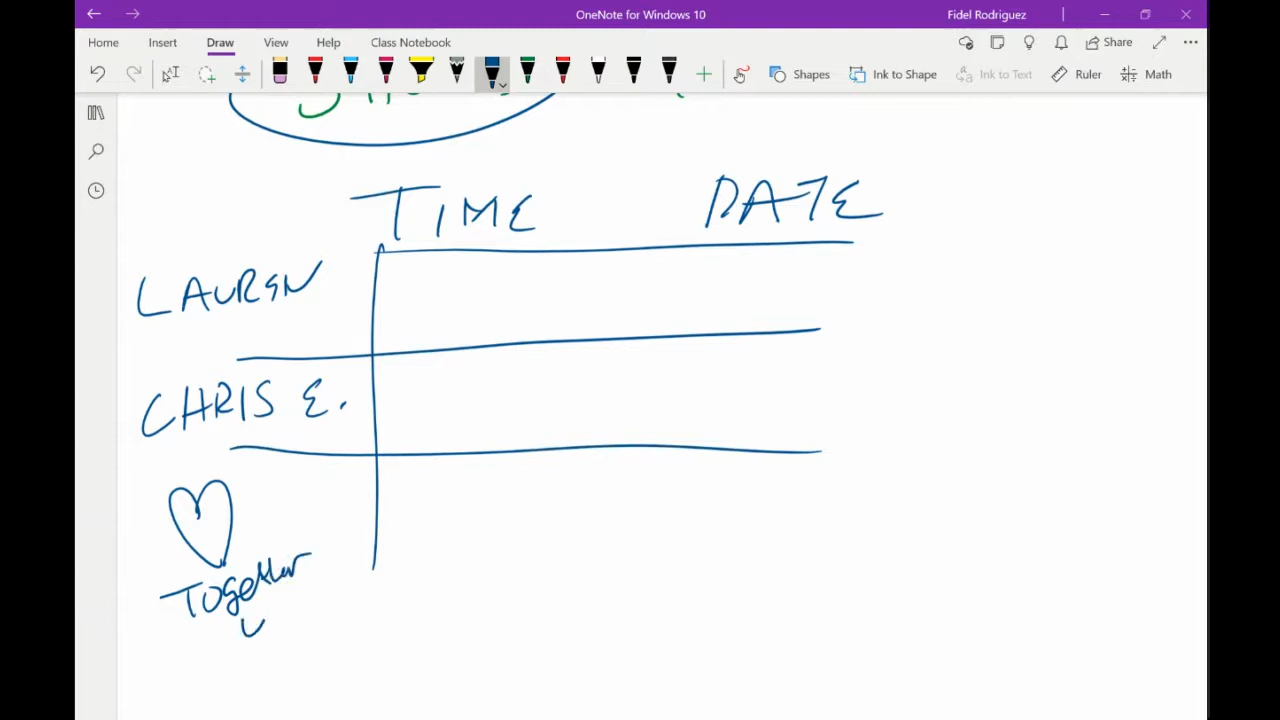 OneNote for Windows 10
Fidel Rodriguez
Home Insert Draw View Help Class Notebook
Share
Shapes Ink to Shape Ink to Text Ruler Math
TIME DATE
LAUREN
CHRIS E.
Together